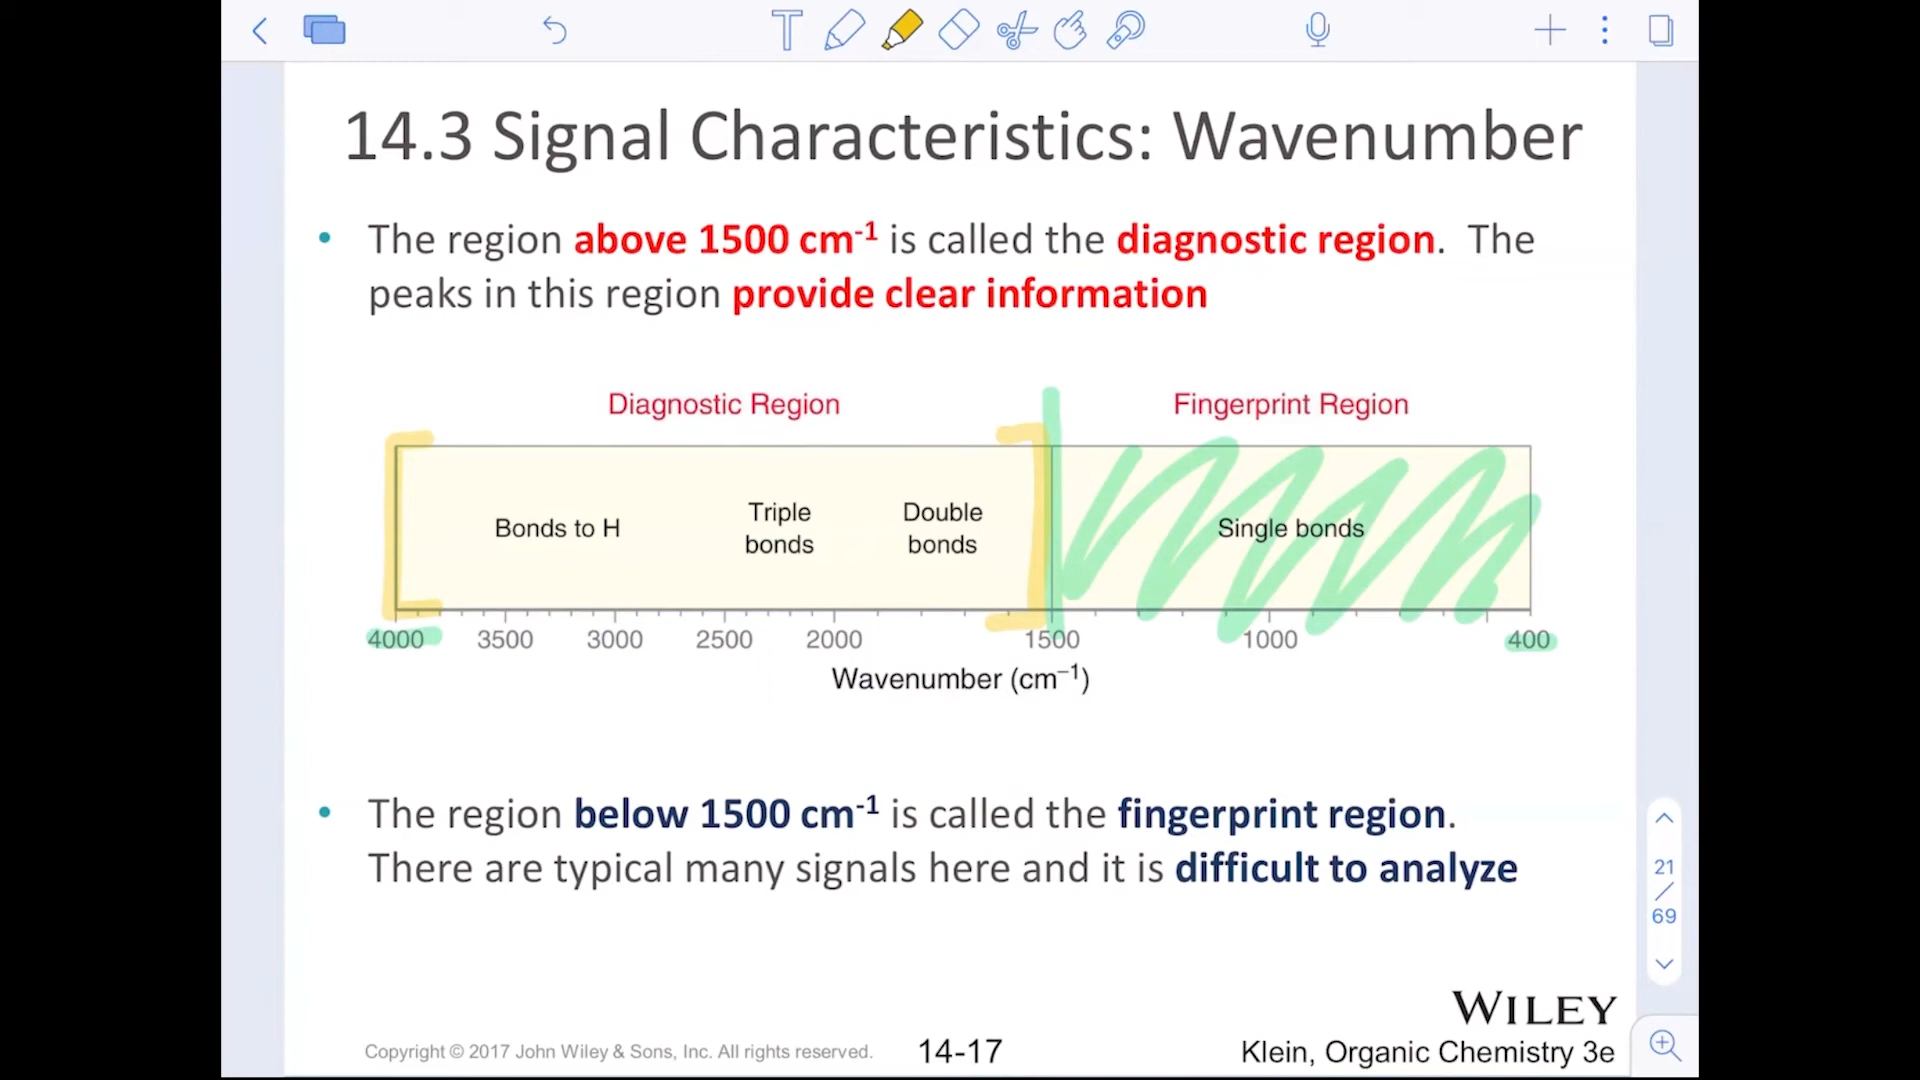 14.3 Signal Characteristics: Wavenumber
• The region above 1500 cm⁻¹ is called the diagnostic region. The
peaks in this region provide clear information
Diagnostic Region Fingerprint Region
Bonds to H Triple bonds Double bonds Single bonds
4000 3500 3000 2500 2000 1500 1000 400
Wavenumber (cm⁻¹)
• The region below 1500 cm⁻¹ is called the fingerprint region.
There are typical many signals here and it is difficult to analyze
21
/
69
WILEY
Copyright © 2017 John Wiley & Sons, Inc. All rights reserved. 14-17 Klein, Organic Chemistry 3e